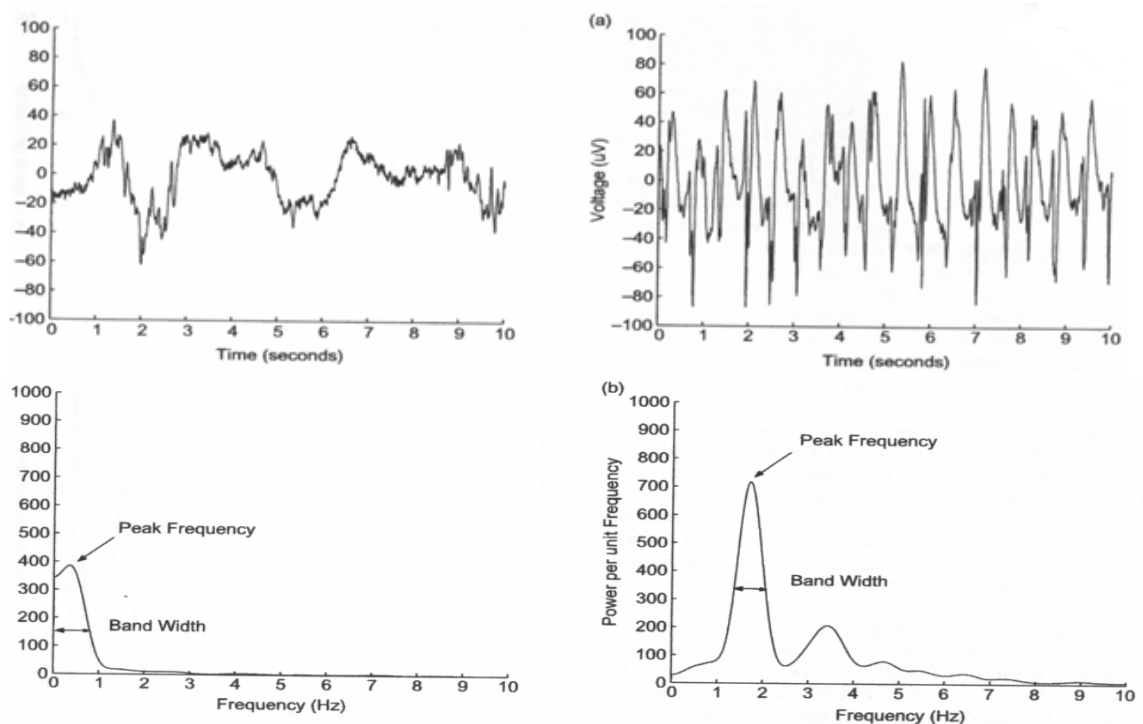 100
80
60
40
20
0
–20
–40
–60
–80
-100
0 1 2 3 4 5 6 7 8 9 10
Time (seconds)
(a)
100
80
60
40
20
0
–20
–40
–60
–80
–100
Voltage (uV)
0 1 2 3 4 5 6 7 8 9 10
Time (seconds)
1000
900
800
700
600
500
400
300
200
100
0
Peak Frequency
Band Width
0 1 2 3 4 5 6 7 8 9 10
Frequency (Hz)
(b)
1000
900
800
700
600
500
400
300
200
100
0
Power per unit Frequency
Peak Frequency
Band Width
0 1 2 3 4 5 6 7 8 9 10
Frequency (Hz)